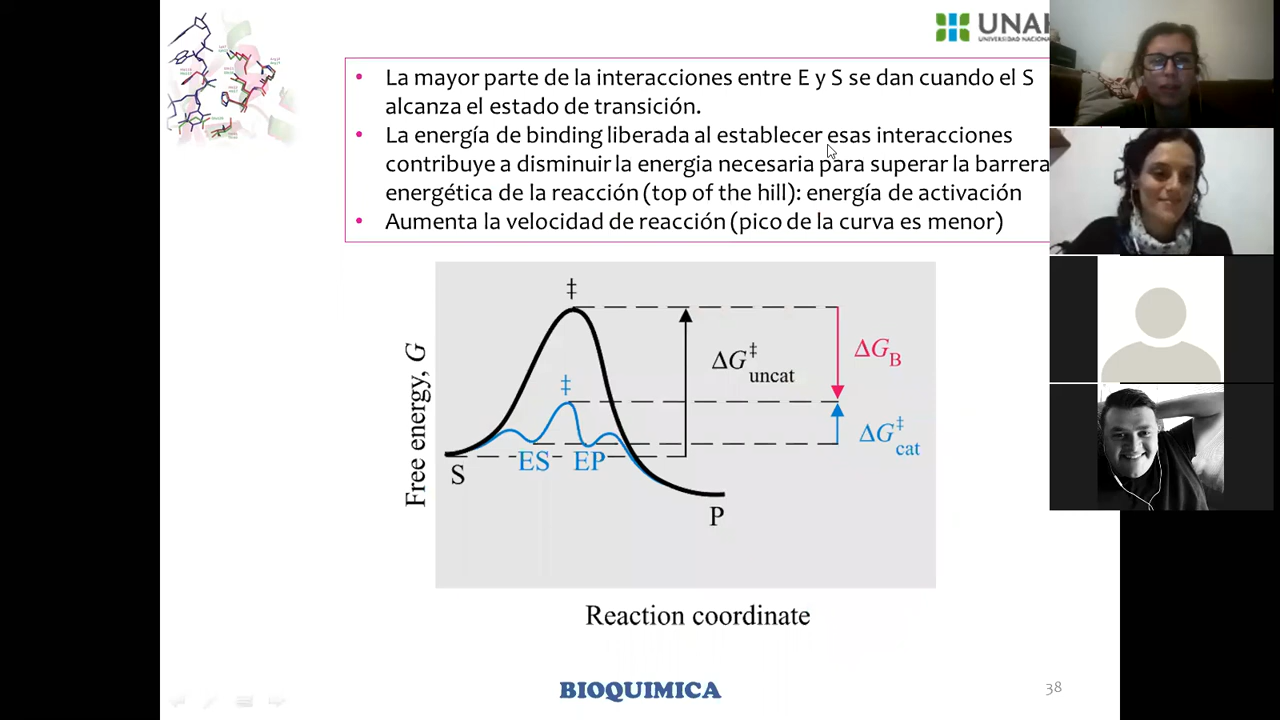 UNAH
UNIVERSIDAD NACIONAL
• La mayor parte de la interacciones entre E y S se dan cuando el S
alcanza el estado de transición.
• La energía de binding liberada al establecer esas interacciones
contribuye a disminuir la energia necesaria para superar la barrera
energética de la reacción (top of the hill): energía de activación
• Aumenta la velocidad de reacción (pico de la curva es menor)
‡
ΔG‡uncat
ΔGB
‡
ΔG‡cat
Free energy, G
S
ES
EP
P
Reaction coordinate
BIOQUIMICA
38